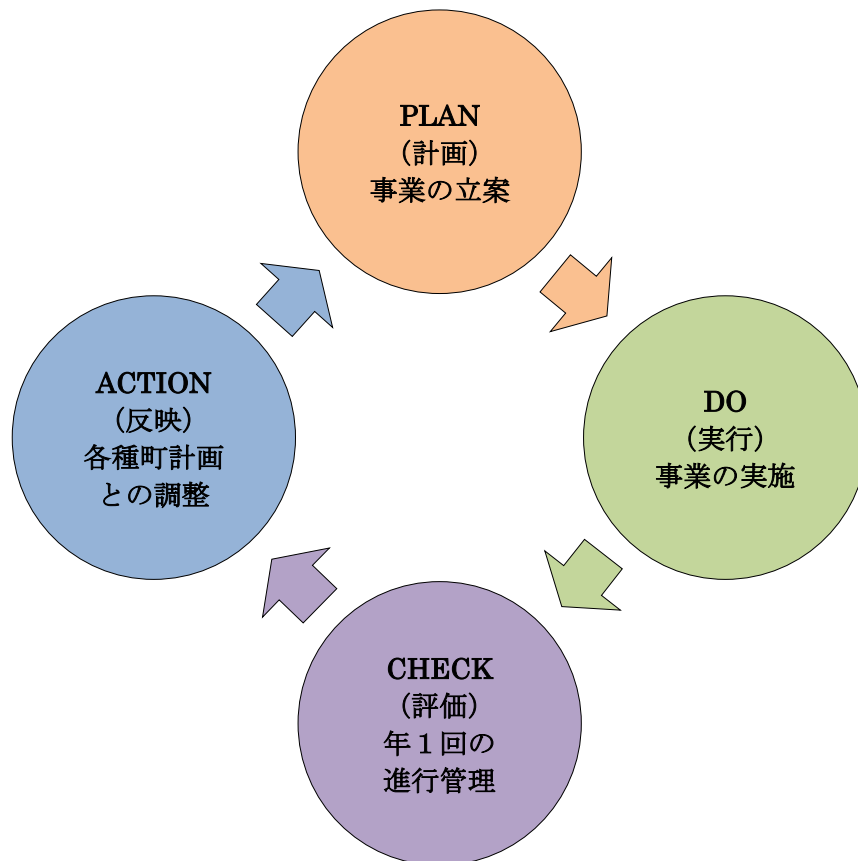 PLAN
（計画）
事業の立案
DO
（実行）
事業の実施
CHECK
（評価）
年１回の
進行管理
ACTION
（反映）
各種町計画
との調整